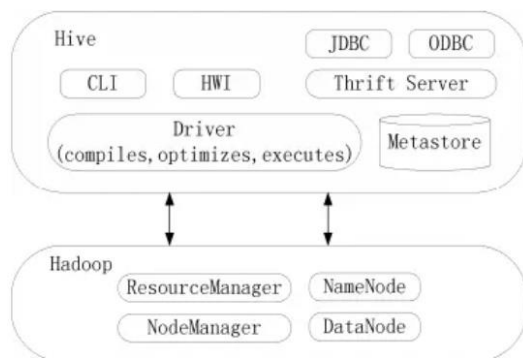 Hive
JDBC ODBC
CLI HWI Thrift Server
Driver
(compiles,optimizes,executes)
Metastore
Hadoop
ResourceManager NameNode
NodeManager DataNode